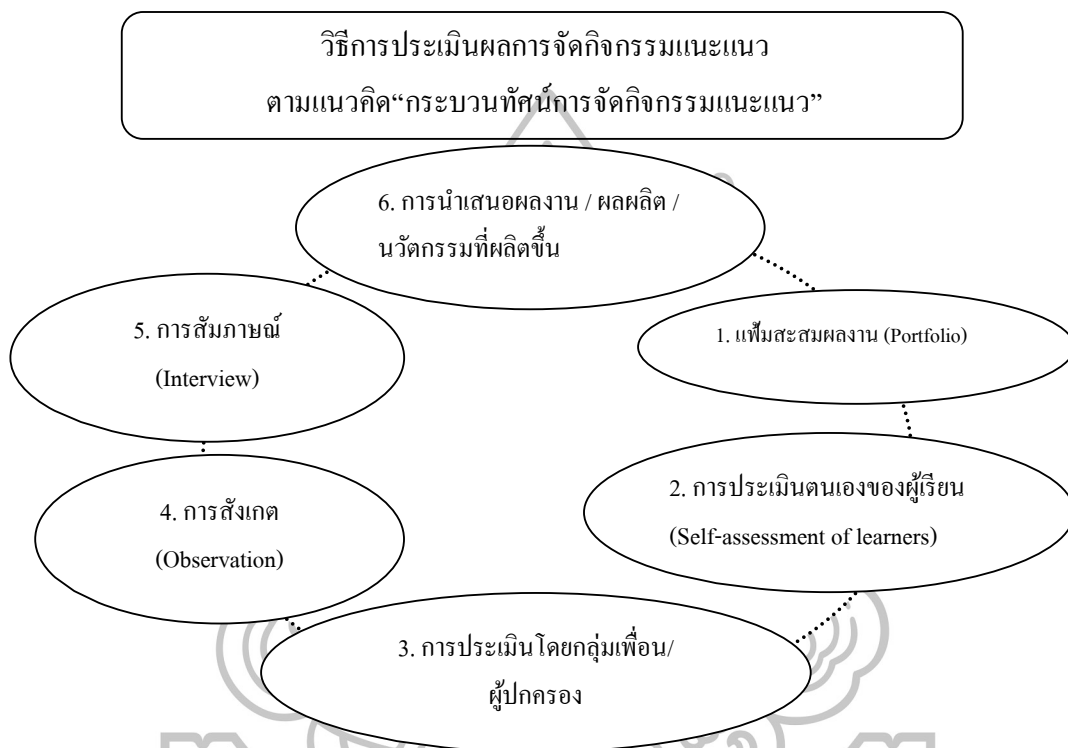 วิธีการประเมินผลการจัดกิจกรรมแนะแนว
ตามแนวคิด“กระบวนทัศน์การจัดกิจกรรมแนะแนว”
6. การนำเสนอผลงาน / ผลผลิต /
นวัตกรรมที่ผลิตขึ้น
5. การสัมภาษณ์
(Interview)
1. แฟ้มสะสมผลงาน (Portfolio)
4. การสังเกต
(Observation)
2. การประเมินตนเองของผู้เรียน
(Self-assessment of learners)
3. การประเมินโดยกลุ่มเพื่อน/
ผู้ปกครอง